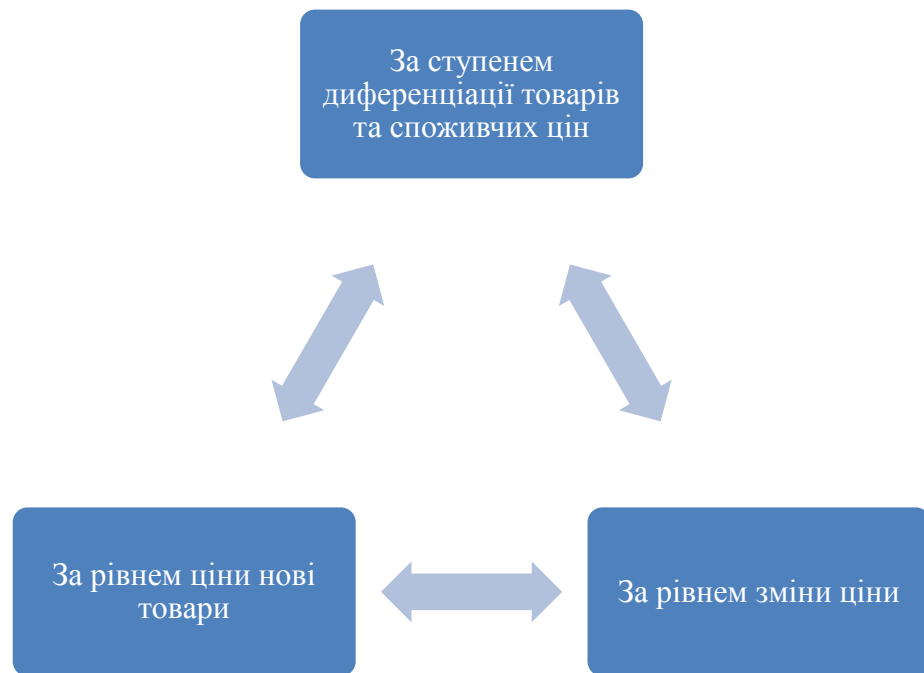 За ступенем
диференціації товарів
та споживчих цін
За рівнем ціни нові
товари
За рівнем зміни ціни